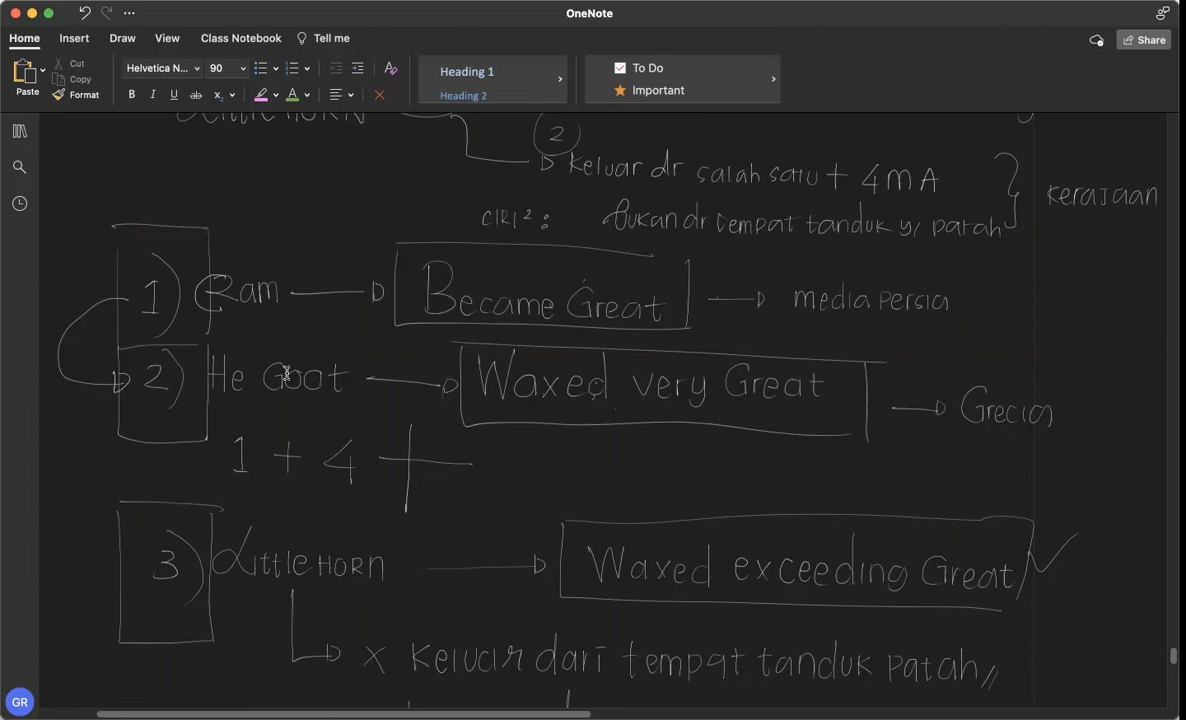 OneNote
Home Insert Draw View Class Notebook Tell me Share
Paste Cut Copy Format
Helvetica N... 90
B I U ab x₂ A
Heading 1
Heading 2
To Do
Important
2
keluar dr salah satu + 4 MA
CIRI²: bukan dr tempat tanduk yg patah
kerajaan
1) Ram Became Great media persia
2) He Goat Waxed very Great Grecia
1 + 4 +
3) Little HORN Waxed exceeding Great
x keluar dari tempat tanduk patah //
GR